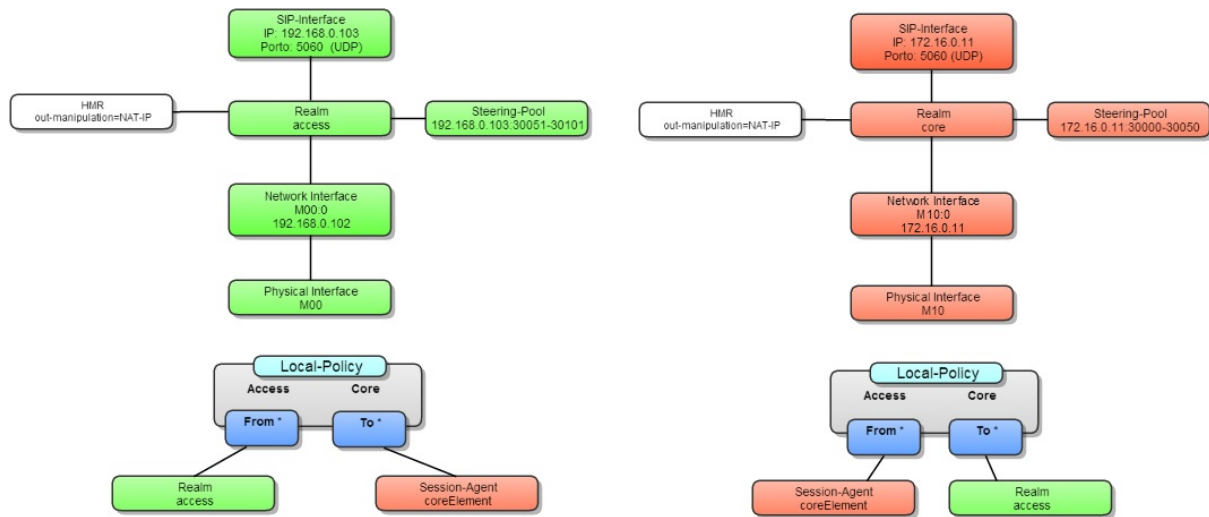 SIP-Interface
IP: 192.168.0.103
Porto: 5060 (UDP)
HMR
out-manipulation=NAT-IP
Realm
access
Steering-Pool
192.168.0.103:30051-30101
Network Interface
M00:0
192.168.0.102
Physical Interface
M00
Local-Policy
Access
Core
From *
To *
Realm
access
Session-Agent
coreElement
SIP-Interface
IP: 172.16.0.11
Porto: 5060 (UDP)
HMR
out-manipulation=NAT-IP
Realm
core
Steering-Pool
172.16.0.11.30000-30050
Network Interface
M10:0
172.16.0.11
Physical Interface
M10
Local-Policy
Access
Core
From *
To *
Session-Agent
coreElement
Realm
access